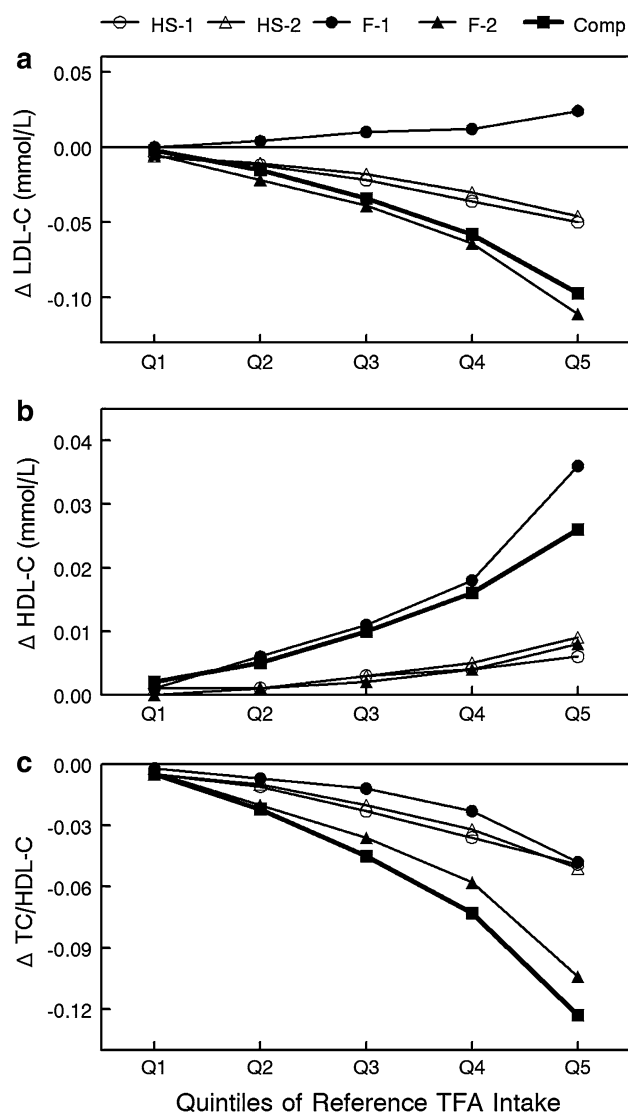 HS-1 HS-2 F-1 F-2 Comp
a
Δ LDL-C (mmol/L)
0.05
0.00
-0.05
-0.10
Q1 Q2 Q3 Q4 Q5
b
Δ HDL-C (mmol/L)
0.04
0.03
0.02
0.01
0.00
Q1 Q2 Q3 Q4 Q5
c
Δ TC/HDL-C
0.00
-0.03
-0.06
-0.09
-0.12
Q1 Q2 Q3 Q4 Q5
Quintiles of Reference TFA Intake